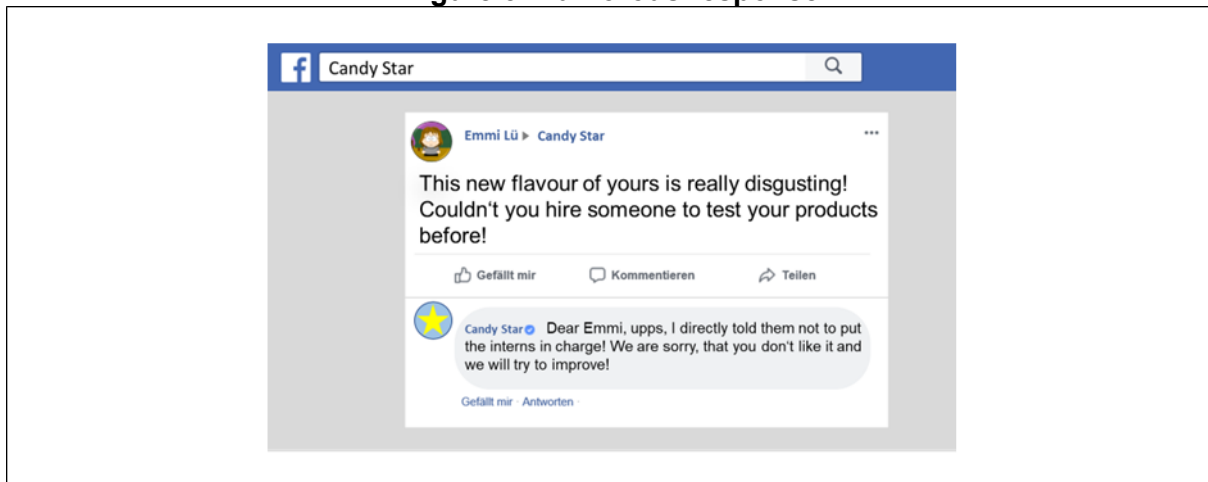 Candy Star
Emmi Lü ▸ Candy Star
This new flavour of yours is really disgusting!
Couldn't you hire someone to test your products
before!
Gefällt mir Kommentieren Teilen
Candy Star Dear Emmi, upps, I directly told them not to put
the interns in charge! We are sorry, that you don't like it and
we will try to improve!
Gefällt mir · Antworten ·